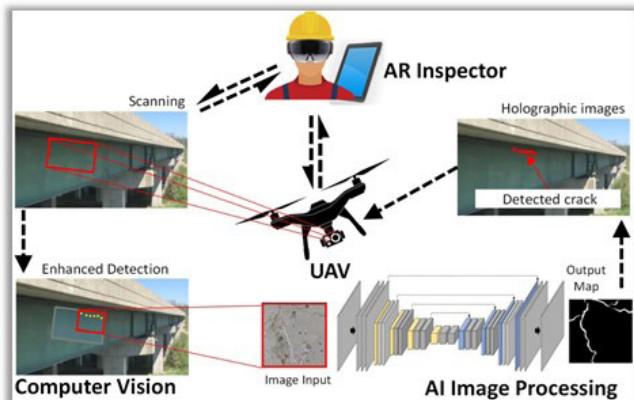 AR Inspector
Scanning
Holographic images
Detected crack
UAV
Enhanced Detection
Output
Map
Image Input
Computer Vision
AI Image Processing